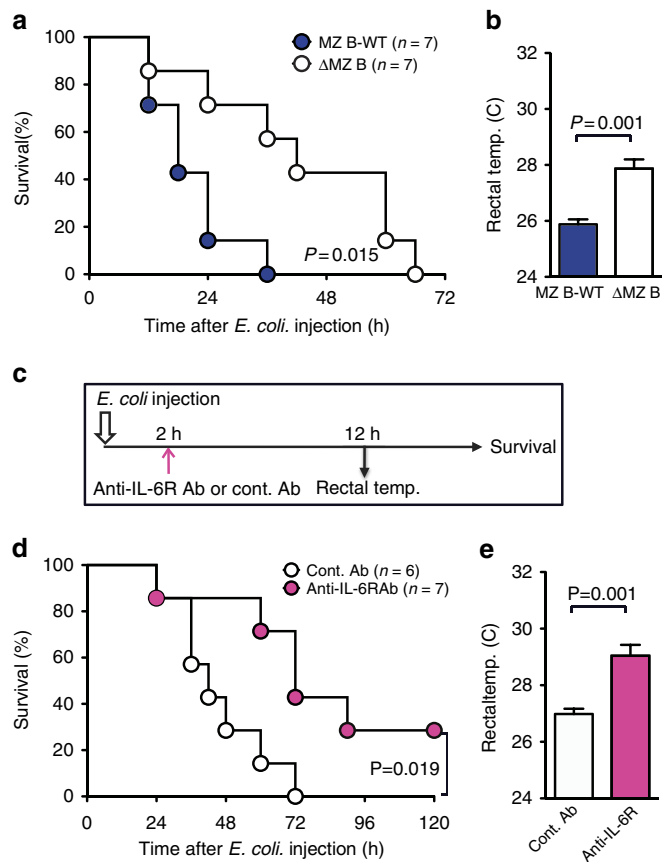 a
100
80
60
40
20
0
Survival(%)
MZ B-WT (n = 7)
ΔMZ B (n = 7)
P = 0.015
0
24
48
72
Time after E. coli. injection (h)
b
32
30
28
26
24
Rectal temp. (C)
P = 0.001
MZ B-WT
ΔMZ B
c
E. coli injection
2 h
12 h
Survival
Anti-IL-6R Ab or cont. Ab
Rectal temp.
d
100
80
60
40
20
0
Survival (%)
Cont. Ab (n = 6)
Anti-IL-6RAb (n = 7)
P=0.019
0
24
48
72
96
120
Time after E. coli. injection (h)
e
32
30
28
26
24
Rectaltemp. (C)
P=0.001
Cont. Ab
Anti-IL-6R